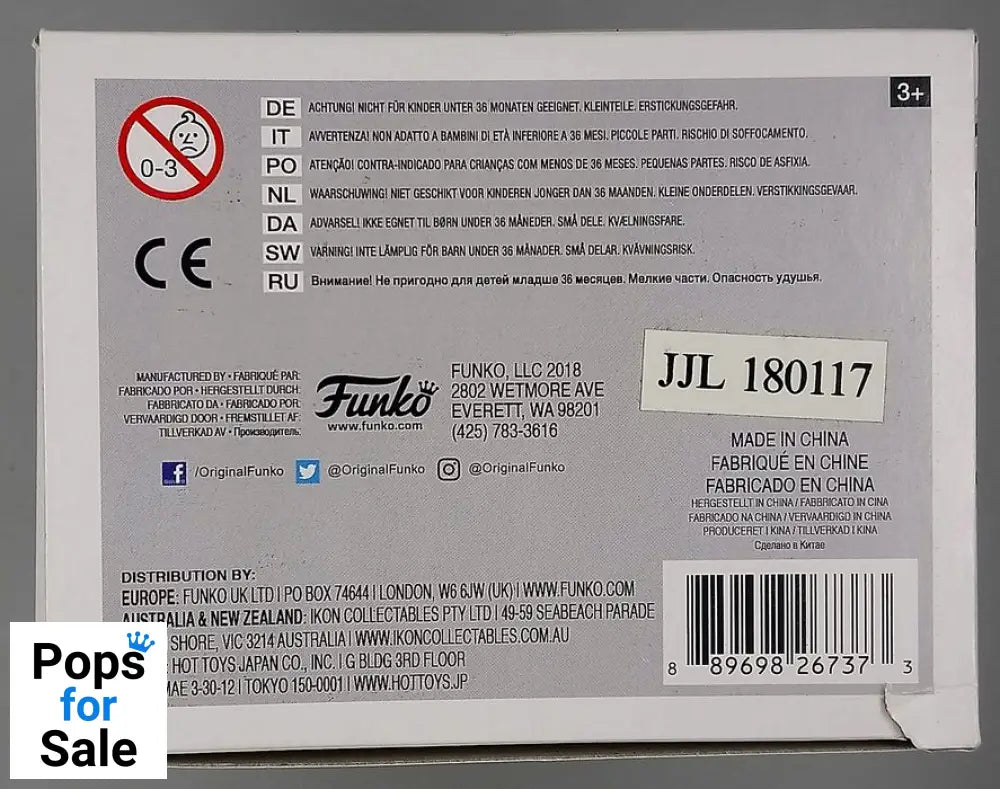 3+
0-3
DE ACHTUNG! NICHT FÜR KINDER UNTER 36 MONATEN GEEIGNET. KLEINTEILE. ERSTICKUNGSGEFAHR.
IT AVVERTENZA! NON ADATTO A BAMBINI DI ETÀ INFERIORE A 36 MESI. PICCOLE PARTI. RISCHIO DI SOFFOCAMENTO.
PO ATENÇÃO! CONTRA-INDICADO PARA CRIANÇAS COM MENOS DE 36 MESES. PEQUENAS PARTES. RISCO DE ASFIXIA.
NL WAARSCHUWING! NIET GESCHIKT VOOR KINDEREN JONGER DAN 36 MAANDEN. KLEINE ONDERDELEN. VERSTIKKINGSGEVAAR.
DA ADVARSEL! IKKE EGNET TIL BØRN UNDER 36 MÅNEDER. SMÅ DELE. KVÆLNINGSFARE.
SW VARNING! INTE LÄMPLIG FÖR BARN UNDER 36 MÅNADER. SMÅ DELAR. KVÄVNINGSRISK.
RU Внимание! Не пригодно для детей младше 36 месяцев. Мелкие части. Опасность удушья.
CE
MANUFACTURED BY • FABRIQUÉ PAR:
FABRICADO POR • HERGESTELLT DURCH:
FABBRICATO DA • FABRICADO POR:
VERVAARDIGD DOOR • FREMSTILLET AF:
TILLVERKAD AV • Производитель:
Funko
www.funko.com
FUNKO, LLC 2018
2802 WETMORE AVE
EVERETT, WA 98201
(425) 783-3616
JJL 180117
/OriginalFunko @OriginalFunko @OriginalFunko
MADE IN CHINA
FABRIQUÉ EN CHINE
FABRICADO EN CHINA
HERGESTELLT IN CHINA / FABBRICATO IN CINA
FABRICADO NA CHINA / VERVAARDIGD IN CHINA
PRODUCERET I KINA / TILLVERKAD I KINA
Сделано в Китае
DISTRIBUTION BY:
EUROPE: FUNKO UK LTD | PO BOX 74644 | LONDON, W6 6JW (UK) | WWW.FUNKO.COM
AUSTRALIA & NEW ZEALAND: IKON COLLECTABLES PTY LTD | 49-59 SEABEACH PARADE
SHORE, VIC 3214 AUSTRALIA | WWW.IKONCOLLECTABLES.COM.AU
: HOT TOYS JAPAN CO., INC. | G BLDG 3RD FLOOR
MAE 3-30-12 | TOKYO 150-0001 | WWW.HOTTOYS.JP
8 89698 26737 3
Pops
for
Sale